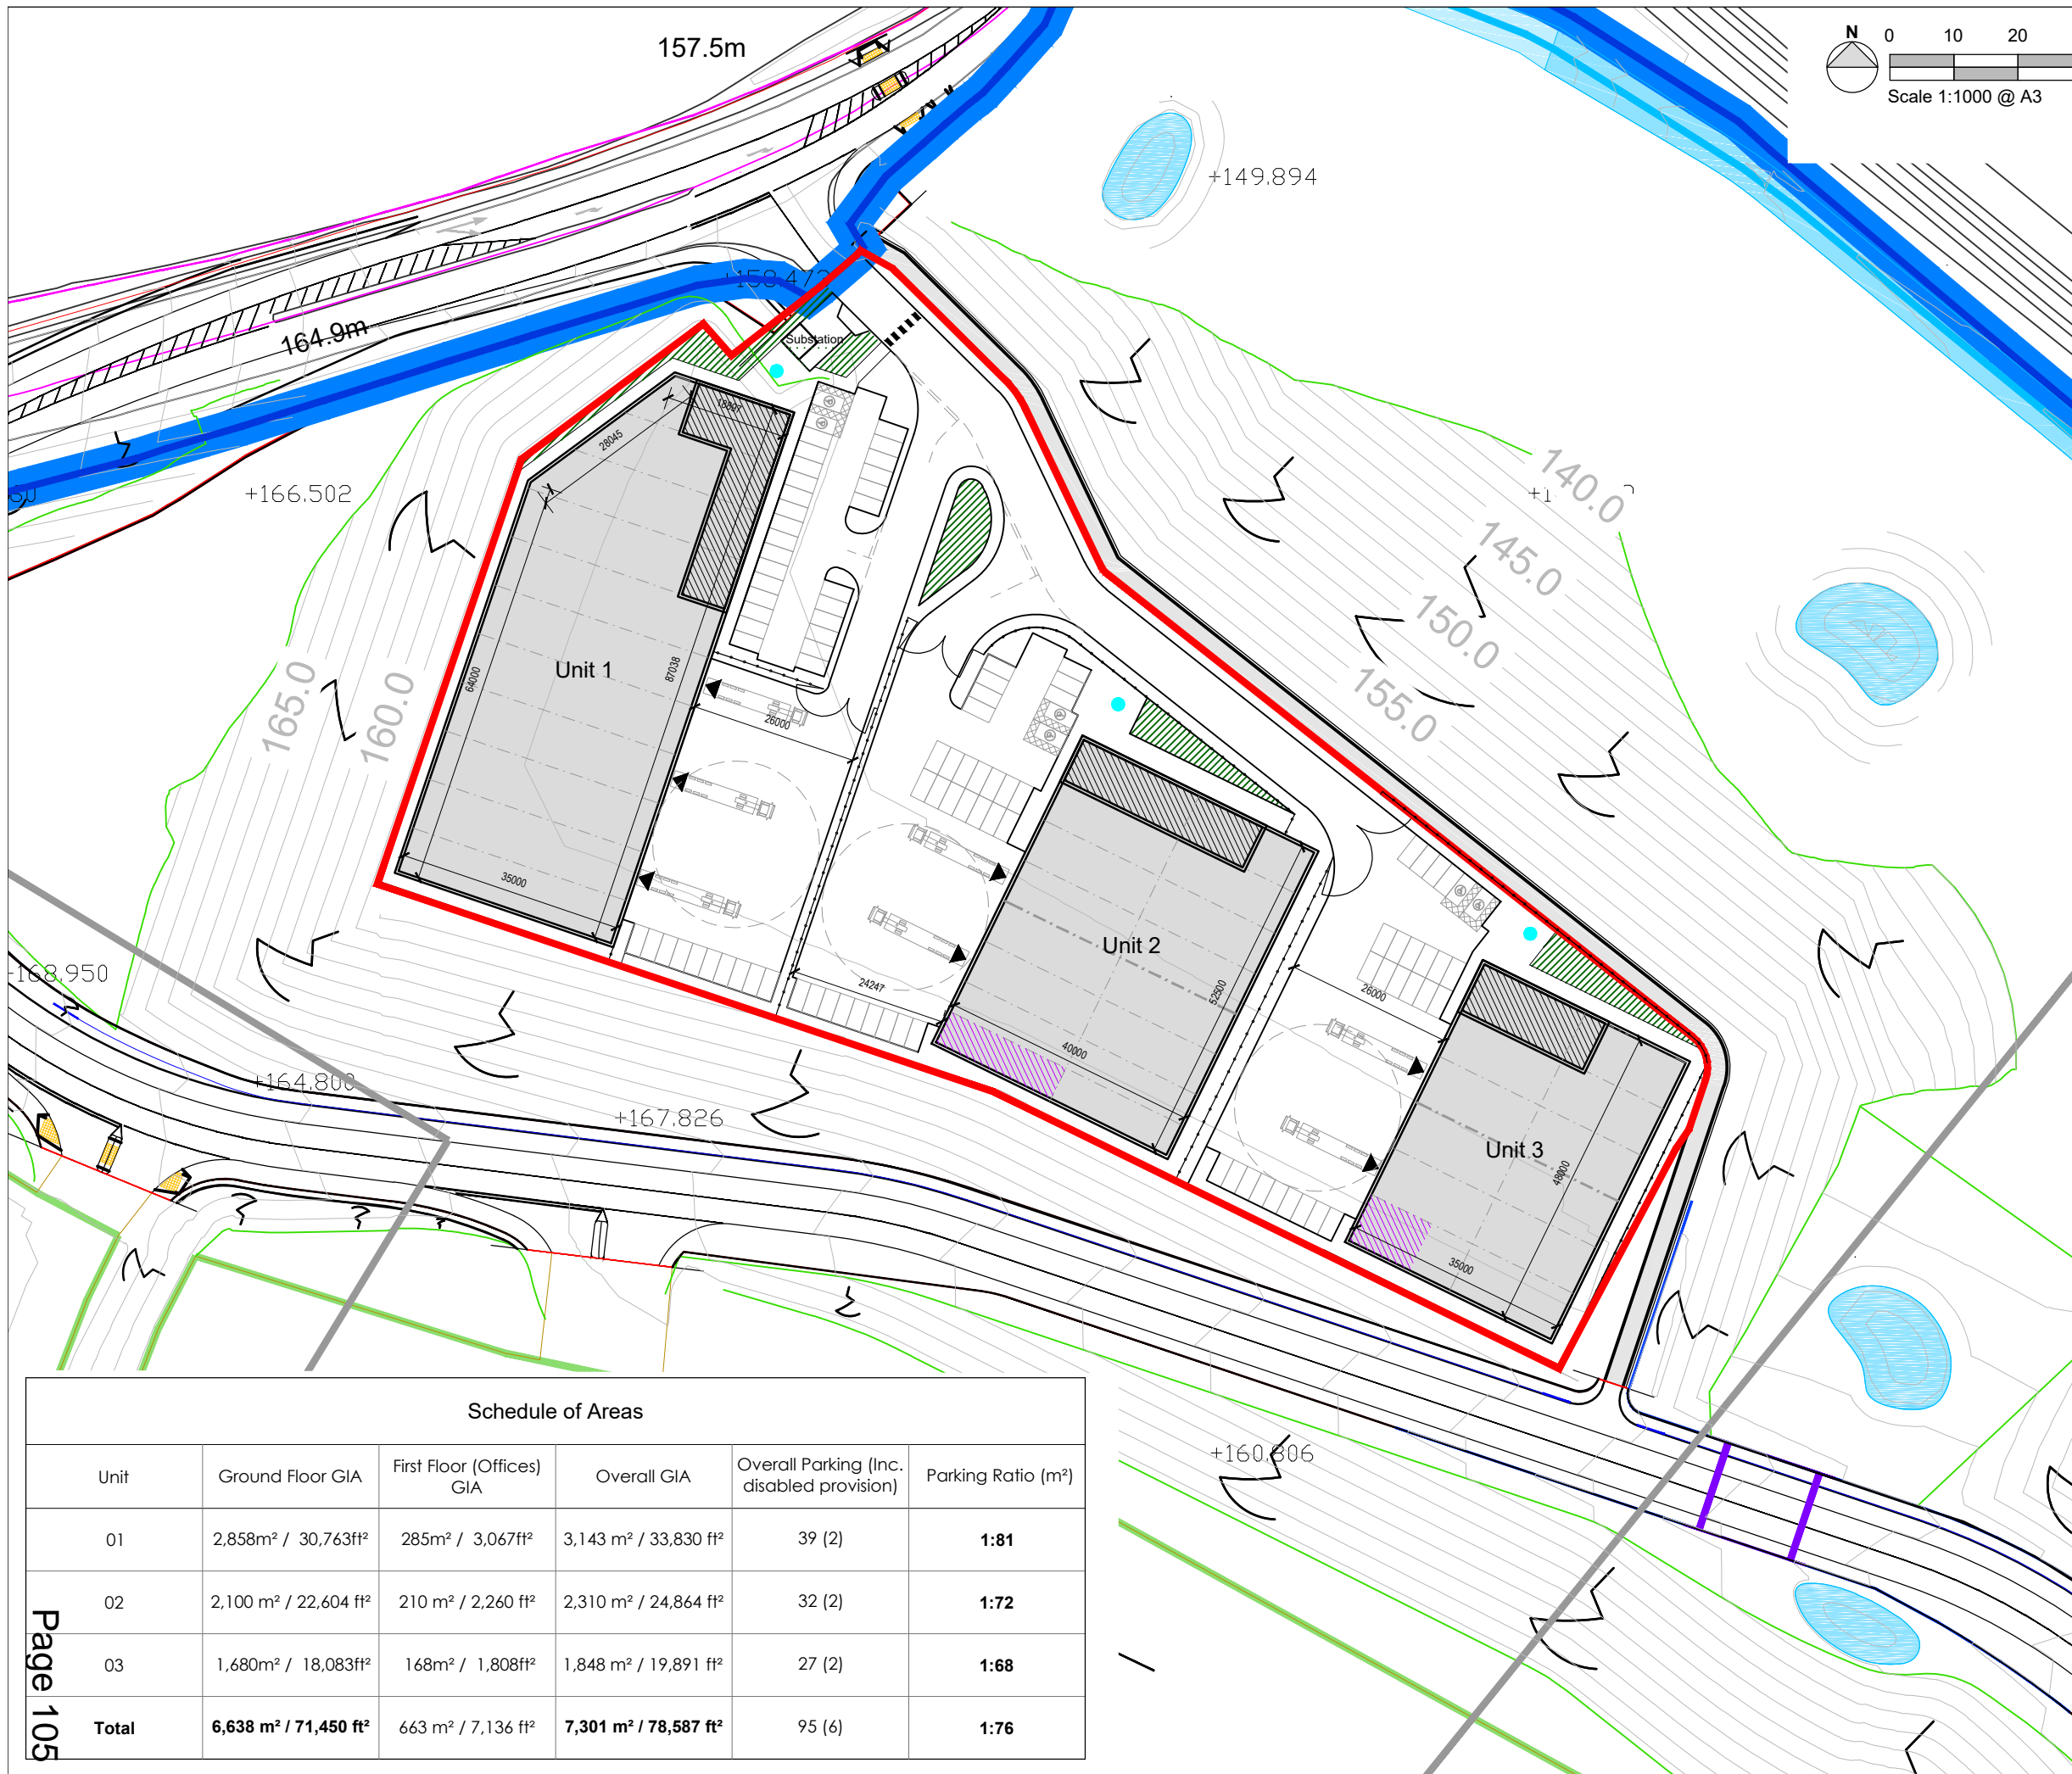 157.5m
N
0 10 20
Scale 1:1000 @ A3
+149.894
+158.472
164.9m
Substation
18897
28045
+166.502
140.0
145.0
150.0
155.0
165.0
160.0
Unit 1
64000
87038
26000
35000
24247
Unit 2
52500
40000
26000
Unit 3
48000
35000
168.950
+164.800
+167.826
+160.806
Schedule of Areas
Unit Ground Floor GIA First Floor (Offices) GIA Overall GIA Overall Parking (Inc. disabled provision) Parking Ratio (m²)
01 2,858m² / 30,763ft² 285m² / 3,067ft² 3,143 m² / 33,830 ft² 39 (2) 1:81
02 2,100 m² / 22,604 ft² 210 m² / 2,260 ft² 2,310 m² / 24,864 ft² 32 (2) 1:72
03 1,680m² / 18,083ft² 168m² / 1,808ft² 1,848 m² / 19,891 ft² 27 (2) 1:68
Total 6,638 m² / 71,450 ft² 663 m² / 7,136 ft² 7,301 m² / 78,587 ft² 95 (6) 1:76
Page 105